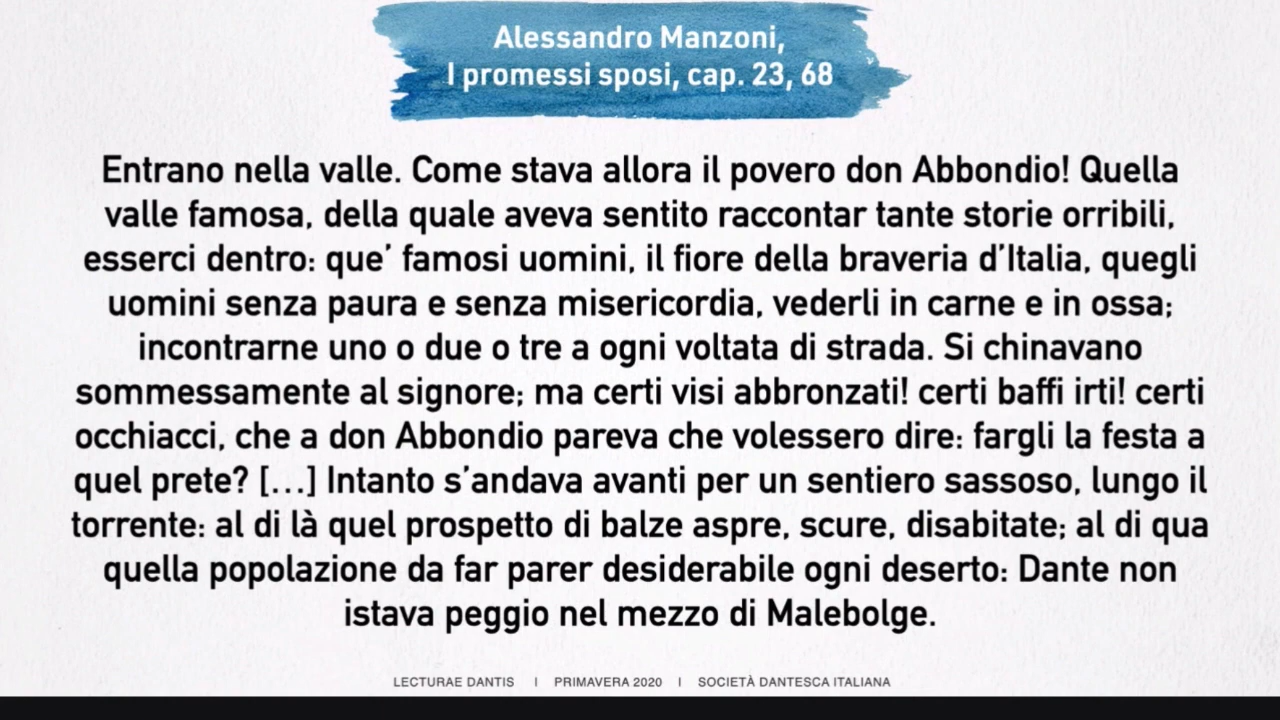 Alessandro Manzoni,
I promessi sposi, cap. 23, 68
Entrano nella valle. Come stava allora il povero don Abbondio! Quella
valle famosa, della quale aveva sentito raccontar tante storie orribili,
esserci dentro: que’ famosi uomini, il fiore della braveria d’Italia, quegli
uomini senza paura e senza misericordia, vederli in carne e in ossa;
incontrarne uno o due o tre a ogni voltata di strada. Si chinavano
sommessamente al signore; ma certi visi abbronzati! certi baffi irti! certi
occhiacci, che a don Abbondio pareva che volessero dire: fargli la festa a
quel prete? […] Intanto s’andava avanti per un sentiero sassoso, lungo il
torrente: al di là quel prospetto di balze aspre, scure, disabitate; al di qua
quella popolazione da far parer desiderabile ogni deserto: Dante non
istava peggio nel mezzo di Malebolge.
LECTURAE DANTIS | PRIMAVERA 2020 | SOCIETÀ DANTESCA ITALIANA